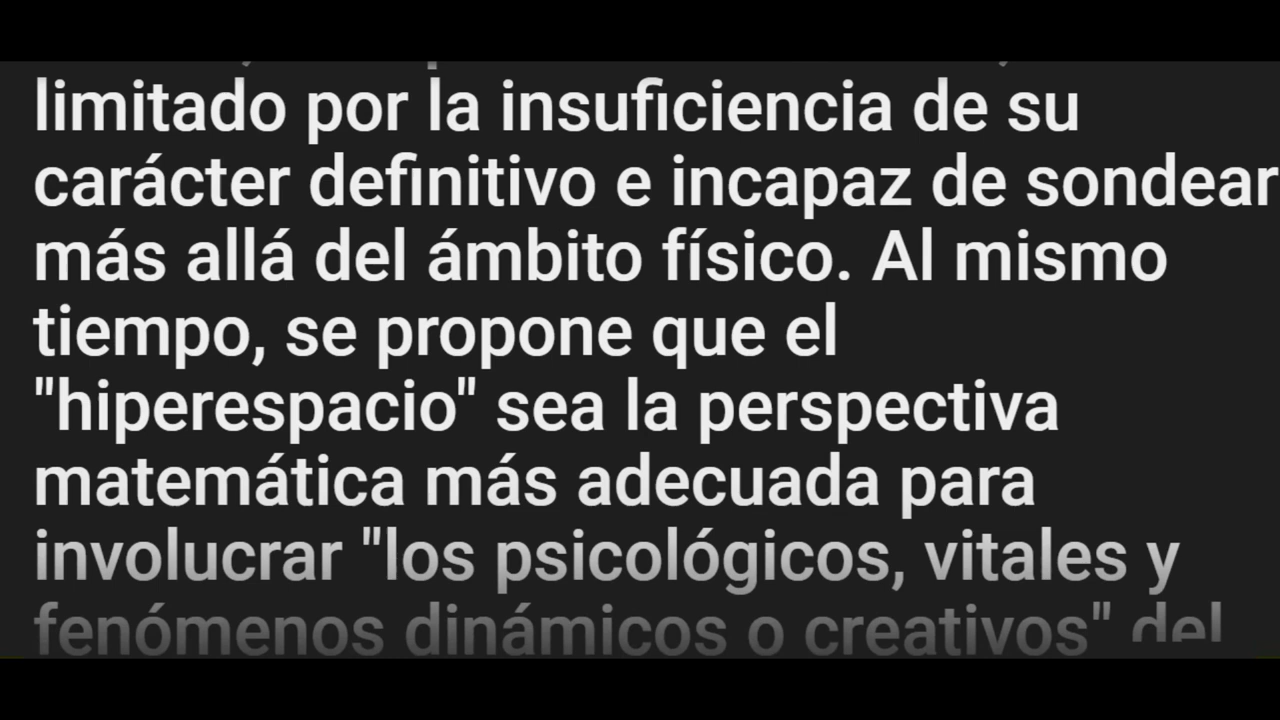 limitado por la insuficiencia de su
carácter definitivo e incapaz de sondear
más allá del ámbito físico. Al mismo
tiempo, se propone que el
"hiperespacio" sea la perspectiva
matemática más adecuada para
involucrar "los psicológicos, vitales y
fenómenos dinámicos o creativos" del